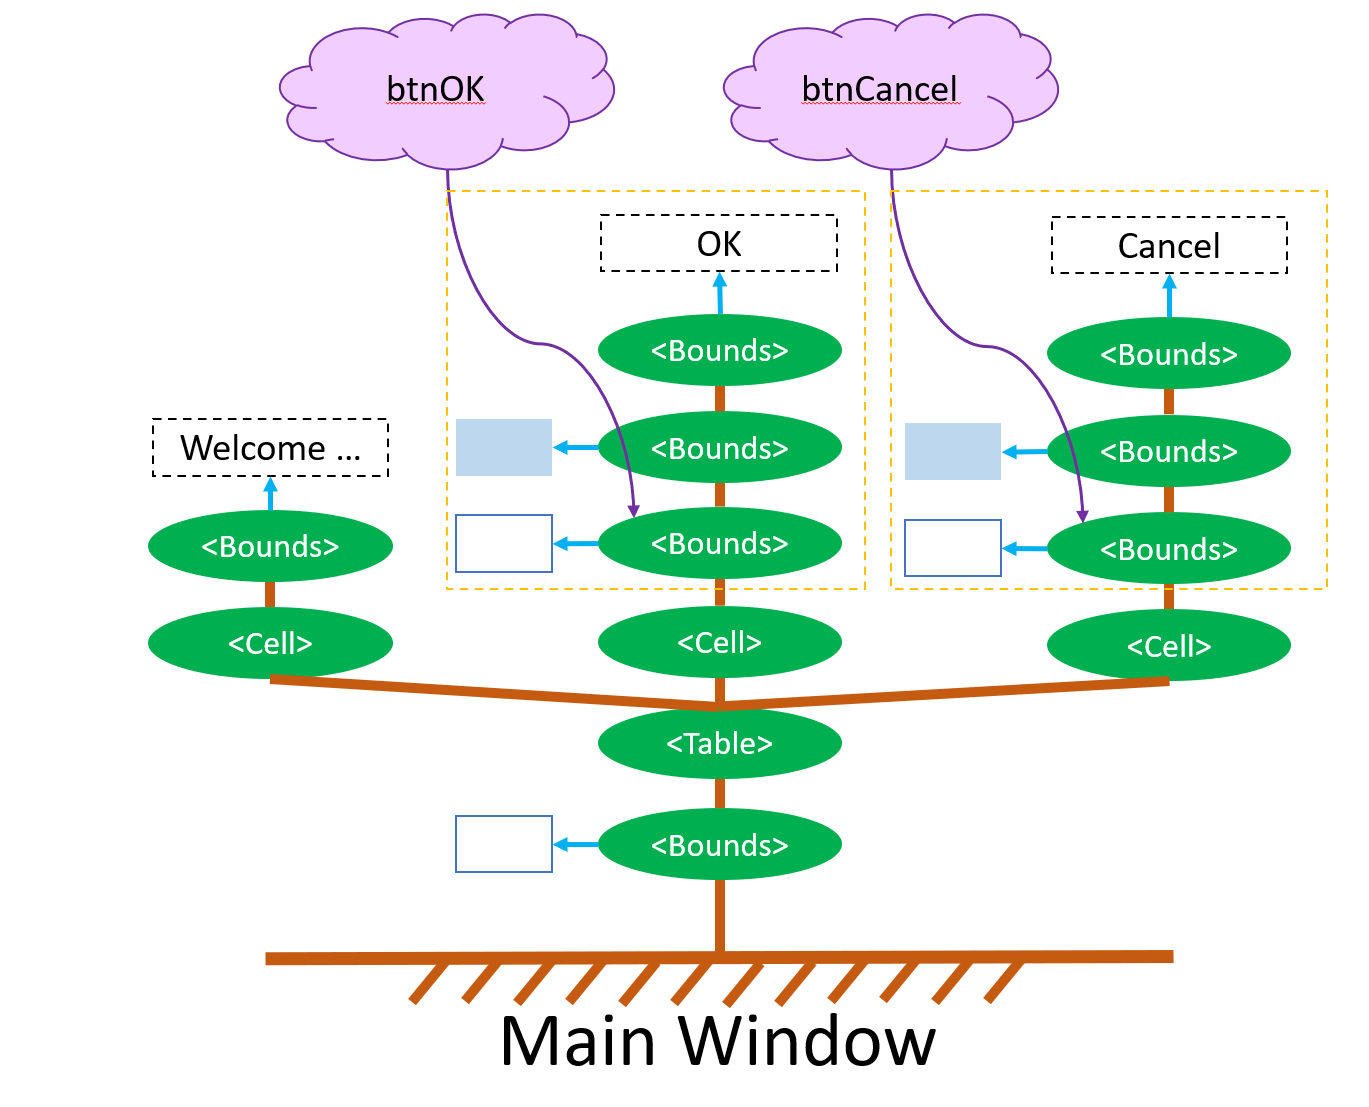 btnOK
btnCancel
OK
Cancel
<Bounds>
<Bounds>
Welcome ...
<Bounds>
<Bounds>
<Bounds>
<Bounds>
<Bounds>
<Cell>
<Cell>
<Cell>
<Table>
<Bounds>
Main Window